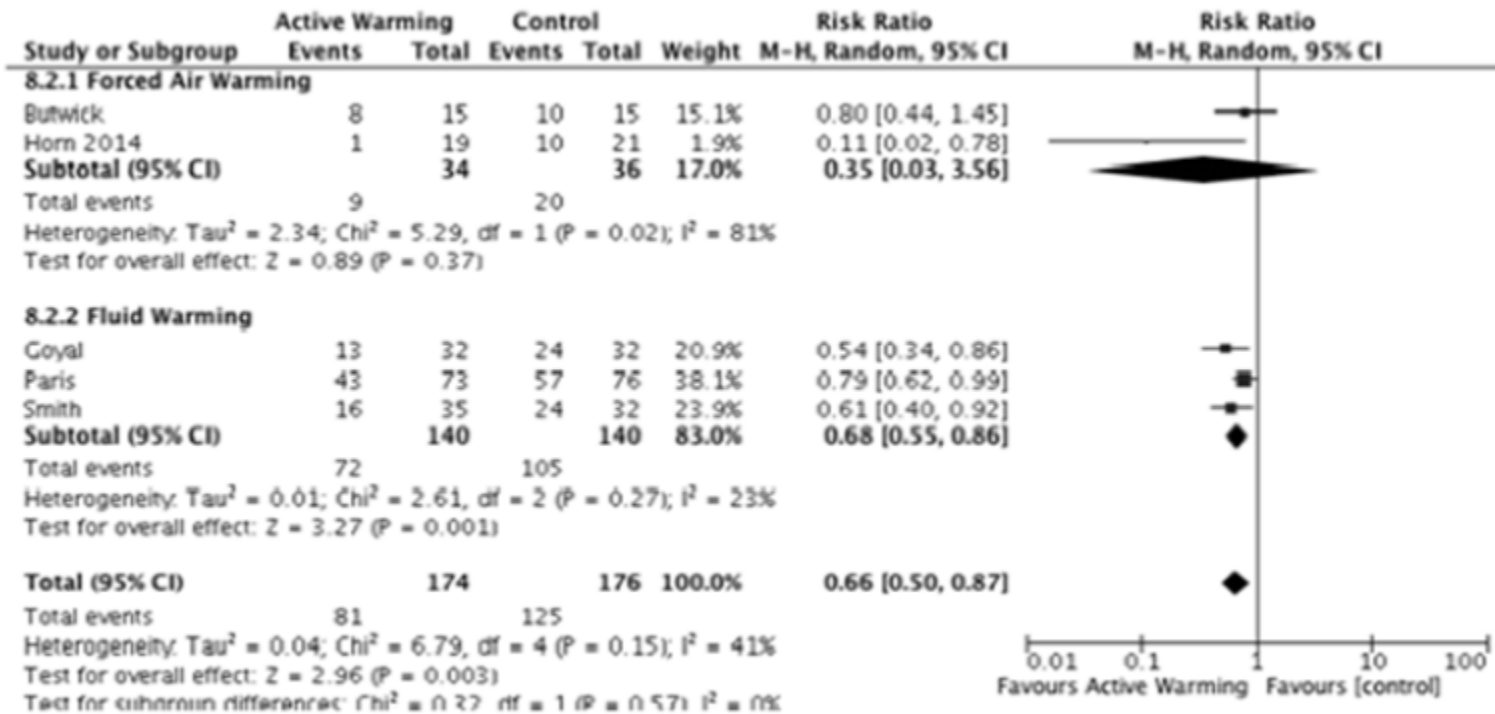 Active Warming Control Risk Ratio Risk Ratio
Study or Subgroup Events Total Events Total Weight M-H, Random, 95% CI M-H, Random, 95% CI
8.2.1 Forced Air Warming
Butwick 8 15 10 15 15.1% 0.80 [0.44, 1.45]
Horn 2014 1 19 10 21 1.9% 0.11 [0.02, 0.78]
Subtotal (95% CI) 34 36 17.0% 0.35 [0.03, 3.56]
Total events 9 20
Heterogeneity: Tau² = 2.34; Chi² = 5.29, df = 1 (P = 0.02); I² = 81%
Test for overall effect: Z = 0.89 (P = 0.37)
8.2.2 Fluid Warming
Goyal 13 32 24 32 20.9% 0.54 [0.34, 0.86]
Paris 43 73 57 76 38.1% 0.79 [0.62, 0.99]
Smith 16 35 24 32 23.9% 0.61 [0.40, 0.92]
Subtotal (95% CI) 140 140 83.0% 0.68 [0.55, 0.86]
Total events 72 105
Heterogeneity: Tau² = 0.01; Chi² = 2.61, df = 2 (P = 0.27); I² = 23%
Test for overall effect: Z = 3.27 (P = 0.001)
Total (95% CI) 174 176 100.0% 0.66 [0.50, 0.87]
Total events 81 125
Heterogeneity: Tau² = 0.04; Chi² = 6.79, df = 4 (P = 0.15); I² = 41%
Test for overall effect: Z = 2.96 (P = 0.003)
Test for subgroup differences: Chi² = 0.32, df = 1 (P = 0.57), I² = 0%
0.01 0.1 1 10 100
Favours Active Warming Favours [control]